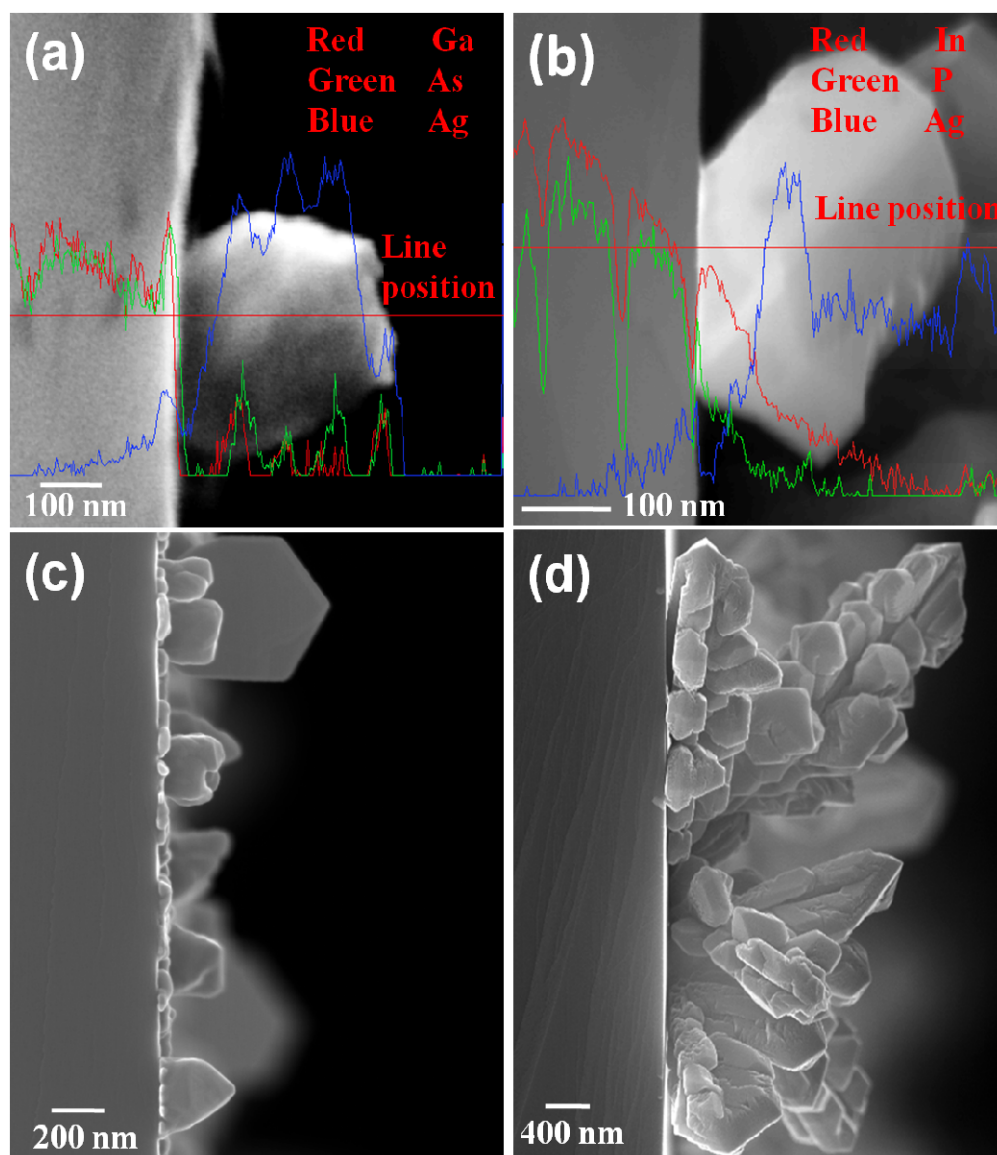 (a)
Red Ga
Green As
Blue Ag
Line
position
100 nm
(b)
Red In
Green P
Blue Ag
Line position
100 nm
(c)
200 nm
(d)
400 nm